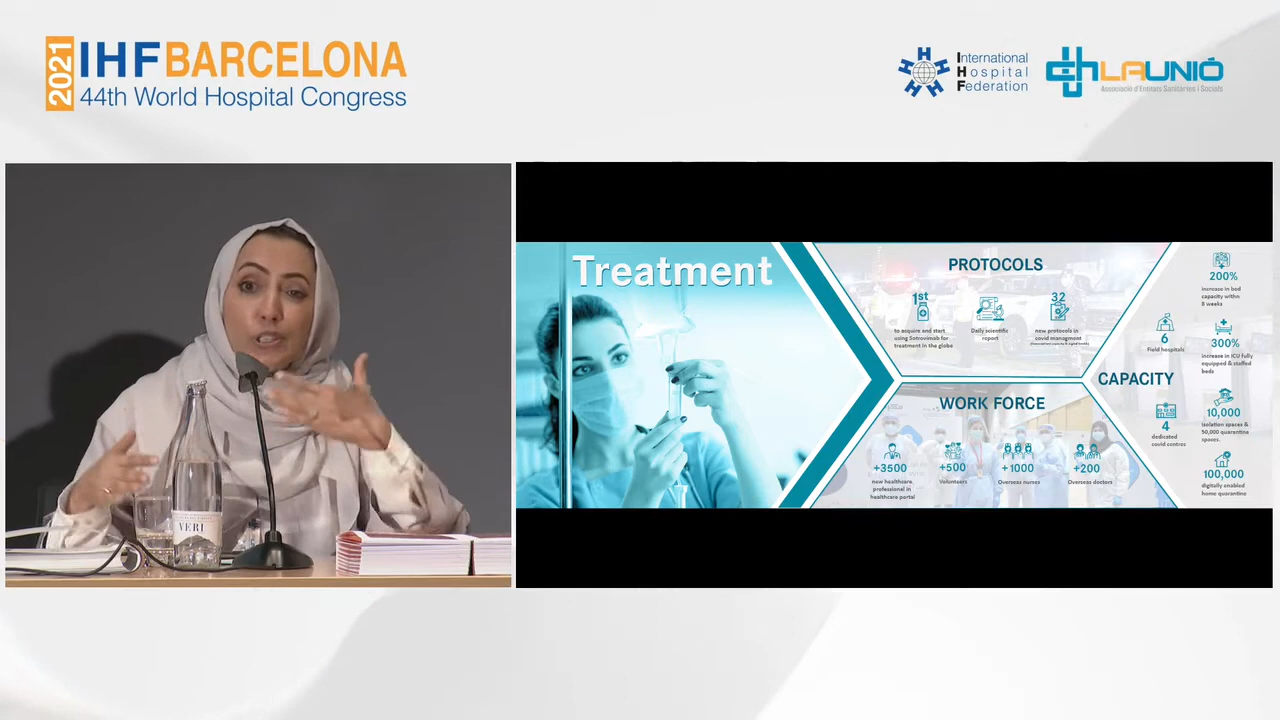 2021
IHF BARCELONA
44th World Hospital Congress
International
Hospital
Federation
LAUNIÓ
Associació d'Entitats Sanitàries i Socials
VERI
Treatment
PROTOCOLS
1st
to acquire and start
using Sotrovimab for
treatment in the globe
Daily scientific
report
32
new protocols in
covid managment
WORK FORCE
+3500
new healthcare
professional in
healthcare portal
+500
Volunteers
+1000
Overseas nurses
+200
Overseas doctors
CAPACITY
200%
increase in bed
capacity within
8 weeks
6
Field hospitals
300%
increase in ICU fully
equipped & staffed
beds
4
dedicated
covid centres
10,000
isolation spaces &
50,000 quarantine
spaces.
100,000
digitally enabled
home quarantine